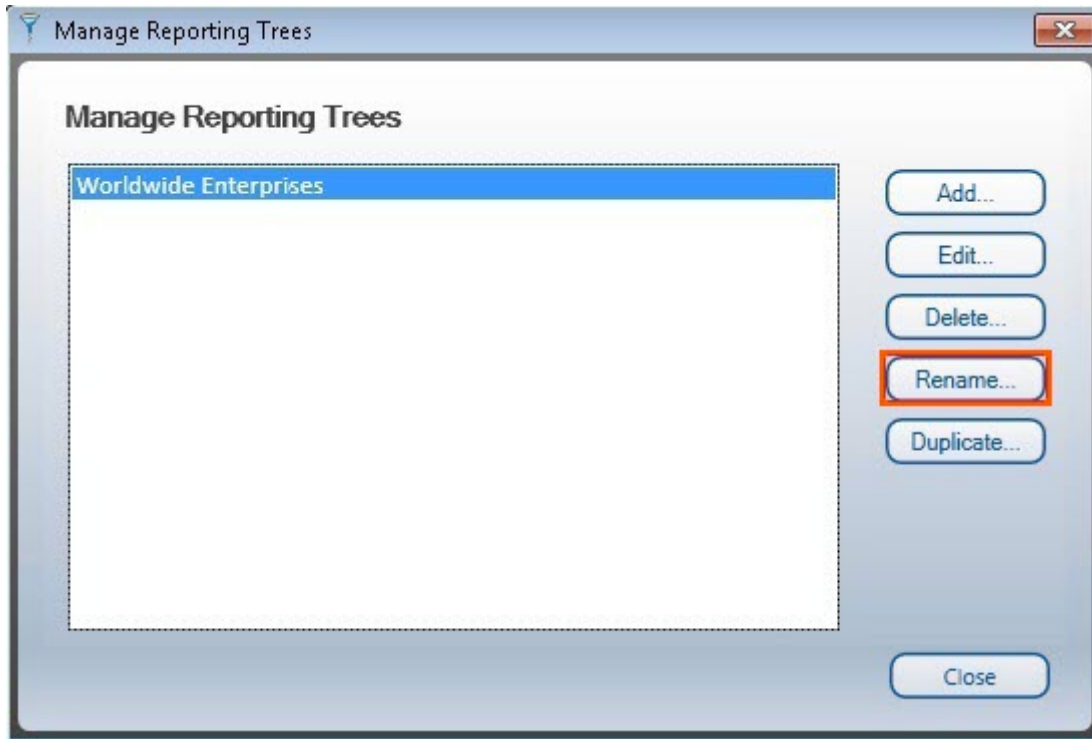 Manage Reporting Trees
Manage Reporting Trees
Worldwide Enterprises
Add...
Edit...
Delete...
Rename...
Duplicate...
Close